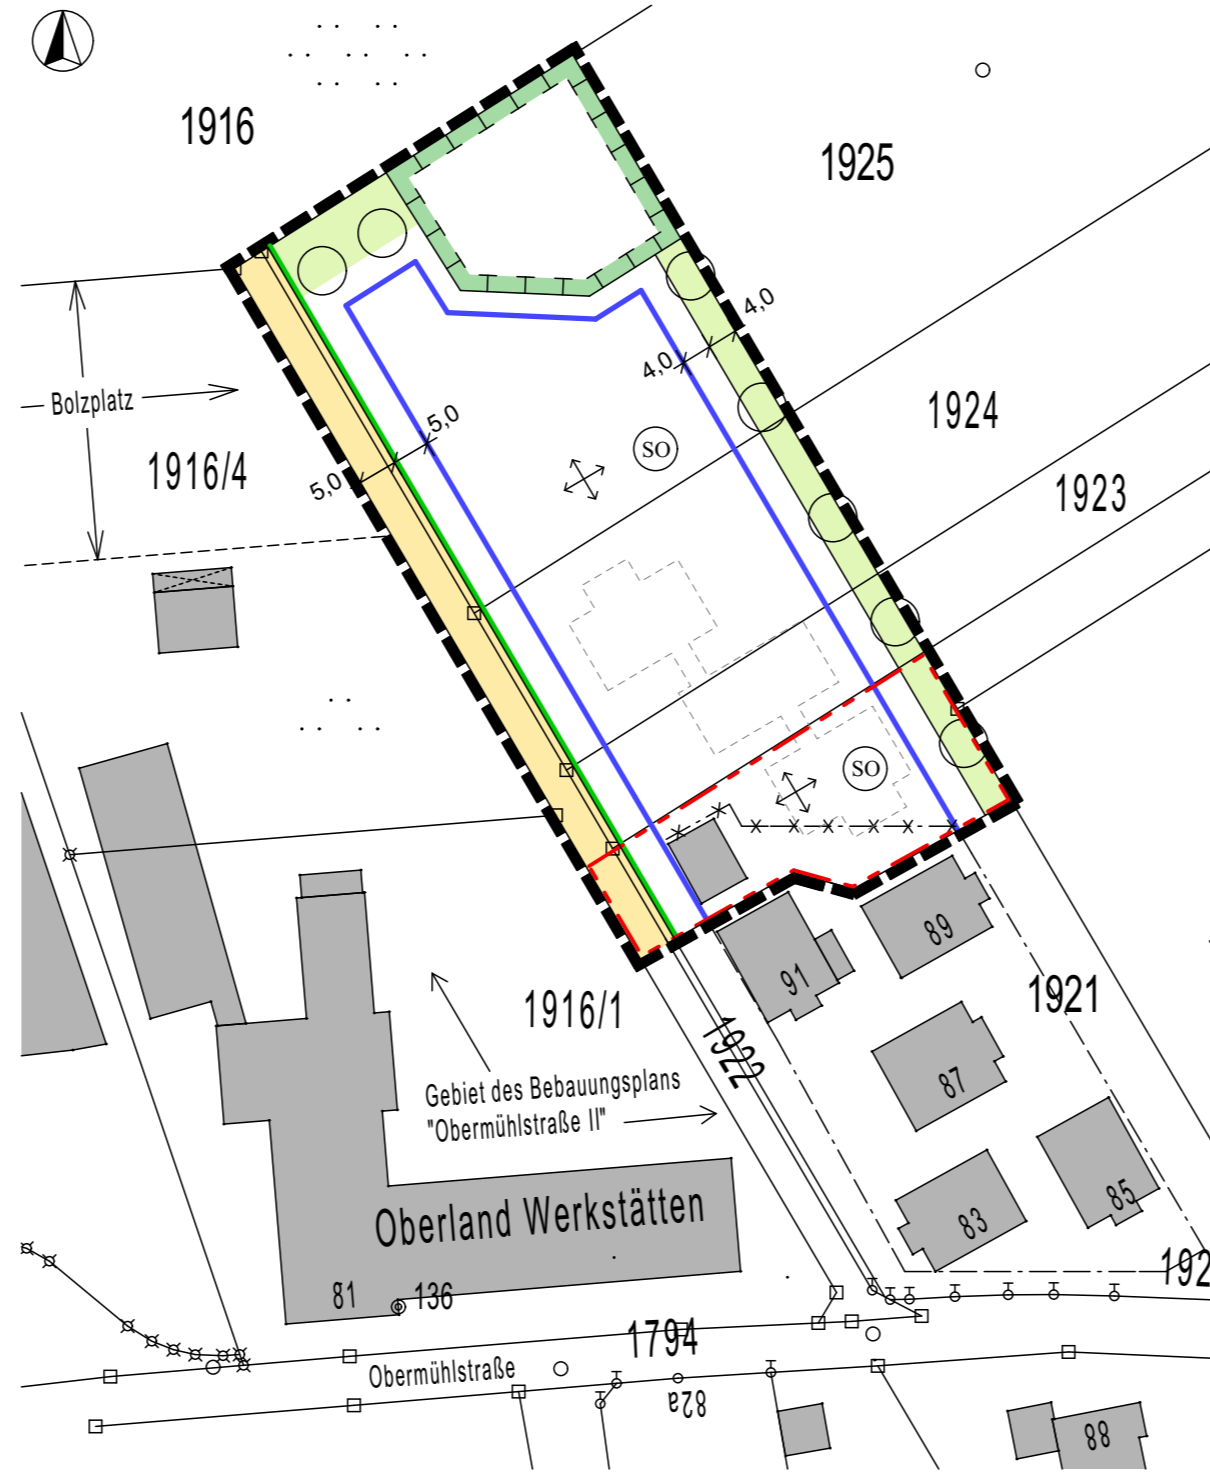 1916
1925
4,0
4,0
Bolzplatz
1924
5,0
SO
1916/4
5,0
1923
SO
89
91
1916/1
1921
1922
Gebiet des Bebauungsplans
"Obermühlstraße II"
87
Oberland Werkstätten
85
83
192
81
136
1794
Obermühlstraße
82a
88